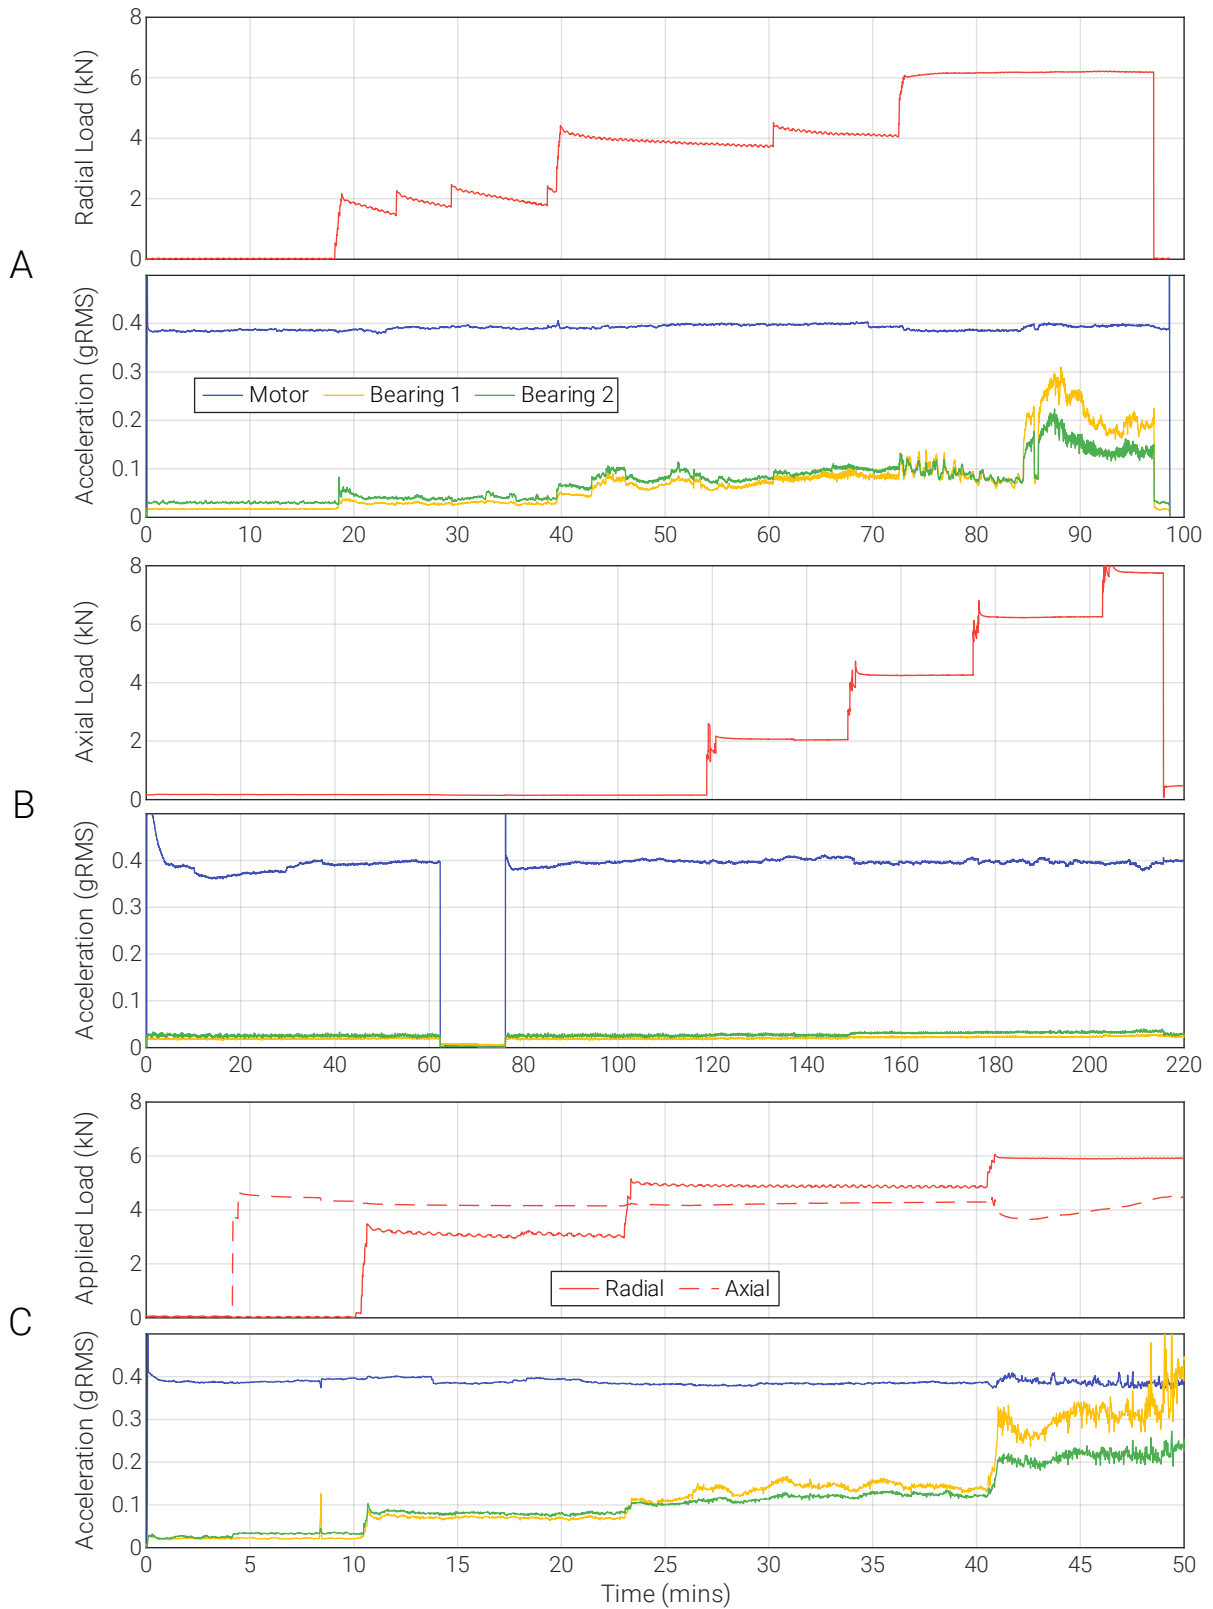 A
Radial Load (kN)
8
6
4
2
0
Acceleration (gRMS)
0.4
0.3
0.2
0.1
0
Motor Bearing 1 Bearing 2
0 10 20 30 40 50 60 70 80 90 100
B
Axial Load (kN)
8
6
4
2
0
Acceleration (gRMS)
0.4
0.3
0.2
0.1
0
0 20 40 60 80 100 120 140 160 180 200 220
C
Applied Load (kN)
8
6
4
2
0
Radial Axial
Acceleration (gRMS)
0.4
0.3
0.2
0.1
0
0 5 10 15 20 25 30 35 40 45 50
Time (mins)